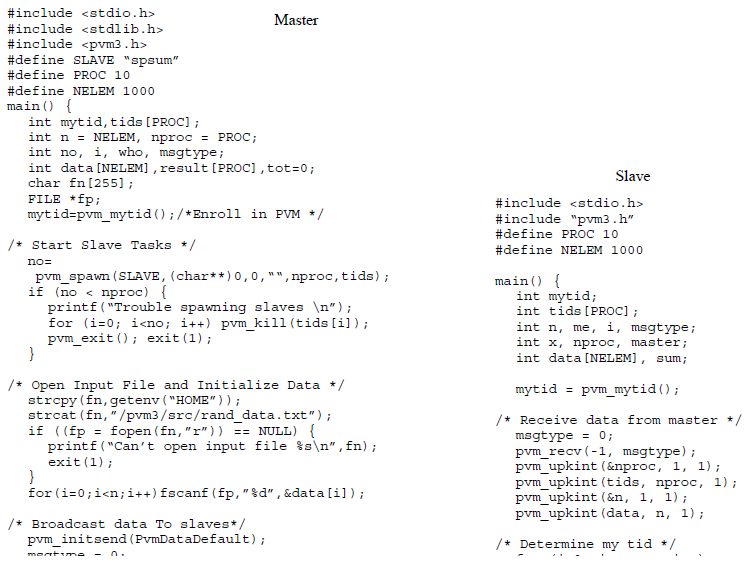 Master
#include <stdio.h>
#include <stdlib.h>
#include <pvm3.h>
#define SLAVE “spsum”
#define PROC 10
#define NELEM 1000
main() {
int mytid,tids[PROC];
int n = NELEM, nproc = PROC;
int no, i, who, msgtype;
int data[NELEM],result[PROC],tot=0;
char fn[255];
FILE *fp;
mytid=pvm_mytid();/*Enroll in PVM */
/* Start Slave Tasks */
no=
pvm_spawn(SLAVE,(char**)0,0,““,nproc,tids);
if (no < nproc) {
printf(“Trouble spawning slaves \n”);
for (i=0; i<no; i++) pvm_kill(tids[i]);
pvm_exit(); exit(1);
}
/* Open Input File and Initialize Data */
strcpy(fn,getenv(“HOME”));
strcat(fn,”/pvm3/src/rand_data.txt”);
if ((fp = fopen(fn,”r”)) == NULL) {
printf(“Can’t open input file %s\n”,fn);
exit(1);
}
for(i=0;i<n;i++)fscanf(fp,”%d”,&data[i]);
/* Broadcast data To slaves*/
pvm_initsend(PvmDataDefault);
msgtype = 0;
Slave
#include <stdio.h>
#include “pvm3.h”
#define PROC 10
#define NELEM 1000
main() {
int mytid;
int tids[PROC];
int n, me, i, msgtype;
int x, nproc, master;
int data[NELEM], sum;
mytid = pvm_mytid();
/* Receive data from master */
msgtype = 0;
pvm_recv(-1, msgtype);
pvm_upkint(&nproc, 1, 1);
pvm_upkint(tids, nproc, 1);
pvm_upkint(&n, 1, 1);
pvm_upkint(data, n, 1);
/* Determine my tid */